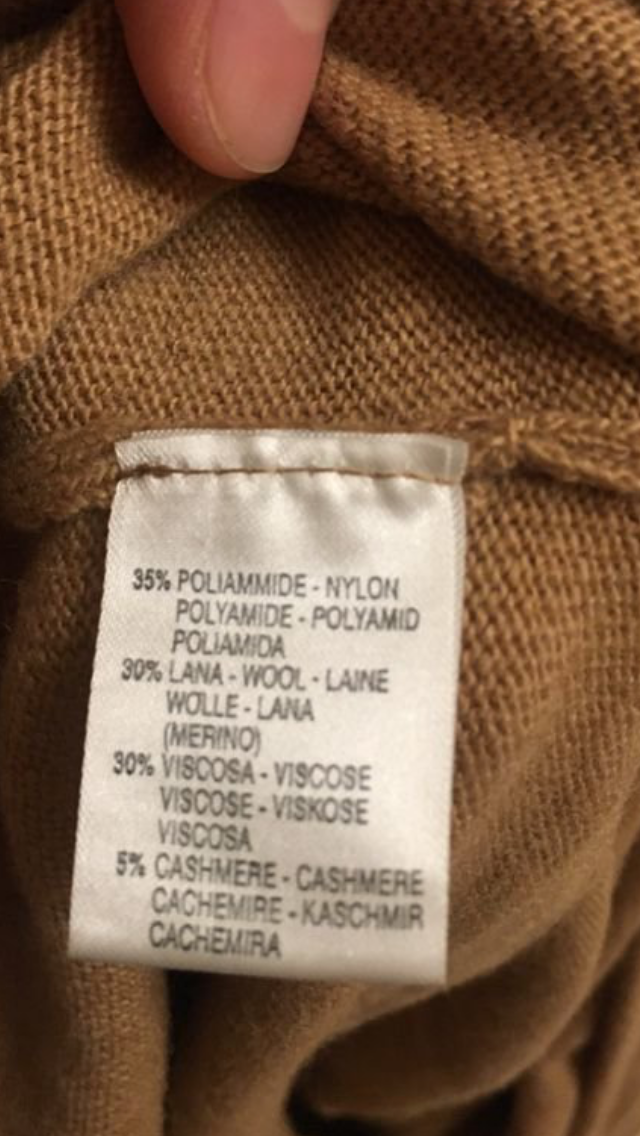 35% POLIAMMIDE - NYLON
POLYAMIDE - POLYAMID
POLIAMIDA
30% LANA - WOOL - LAINE
WOLLE - LANA
(MERINO)
30% VISCOSA - VISCOSE
VISCOSE - VISKOSE
VISCOSA
5% CASHMERE - CASHMERE
CACHEMIRE - KASCHMIR
CACHEMIRA